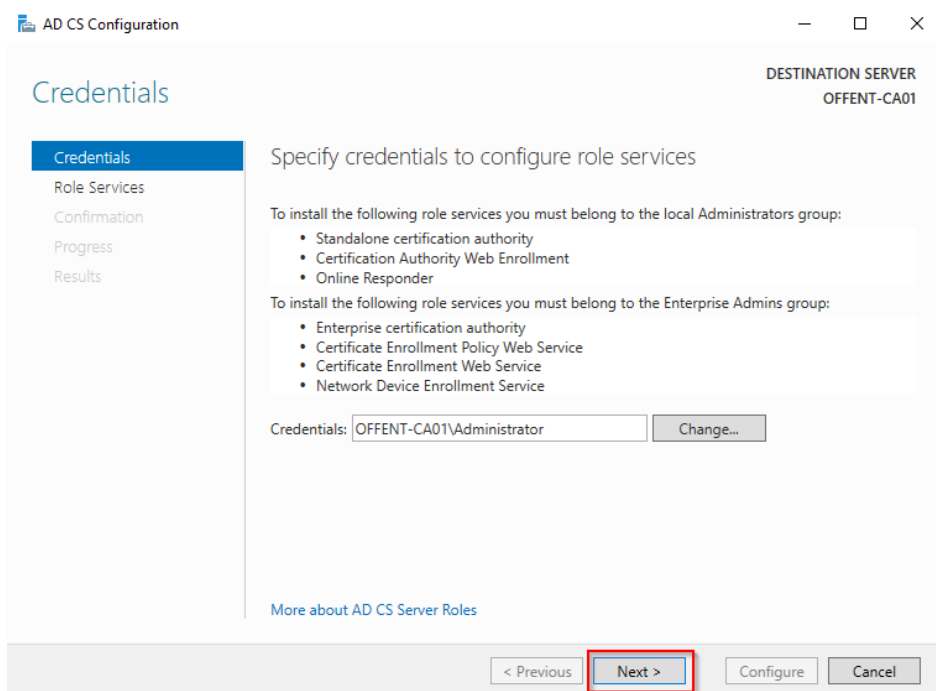 AD CS Configuration
Credentials
DESTINATION SERVER
OFFENT-CA01
Credentials
Role Services
Confirmation
Progress
Results
Specify credentials to configure role services
To install the following role services you must belong to the local Administrators group:
• Standalone certification authority
• Certification Authority Web Enrollment
• Online Responder
To install the following role services you must belong to the Enterprise Admins group:
• Enterprise certification authority
• Certificate Enrollment Policy Web Service
• Certificate Enrollment Web Service
• Network Device Enrollment Service
Credentials: OFFENT-CA01\Administrator Change...
More about AD CS Server Roles
< Previous Next > Configure Cancel